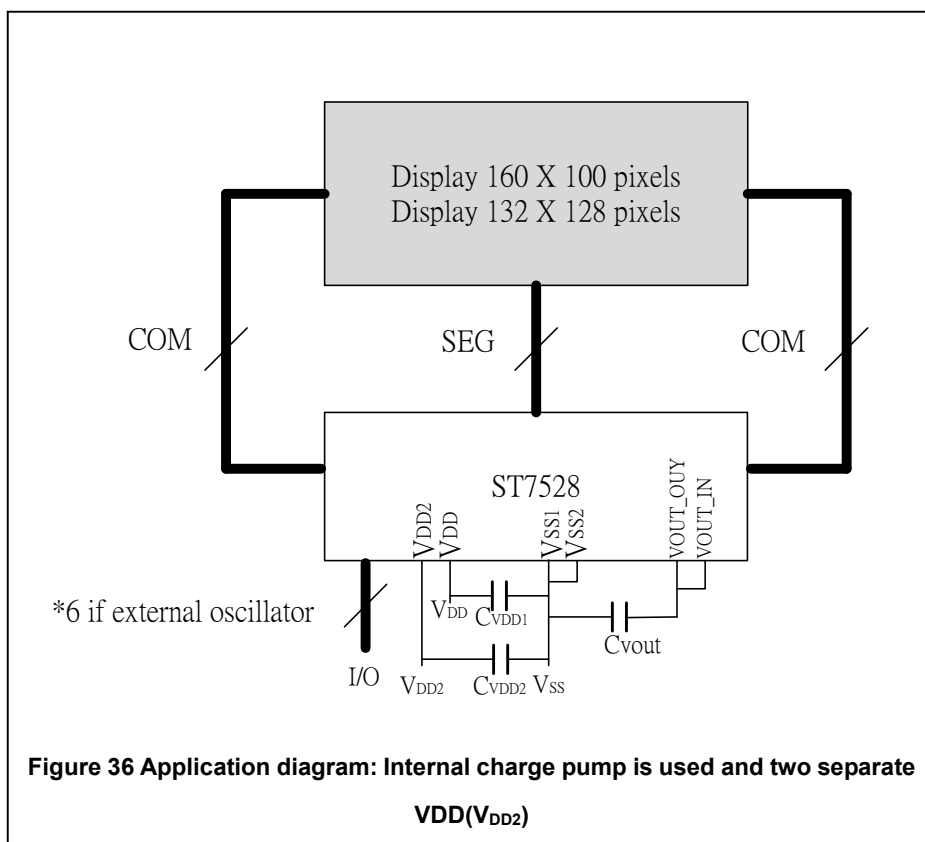 Display 160 X 100 pixels
Display 132 X 128 pixels
COM
SEG
COM
ST7528
VDD2
VDD
VSS1
VSS2
VOUT_OUY
VOUT_IN
*6 if external oscillator
I/O
VDD
CVDD1
Cvout
VDD2
CVDD2
VSS
Figure 36 Application diagram: Internal charge pump is used and two separate
VDD(VDD2)